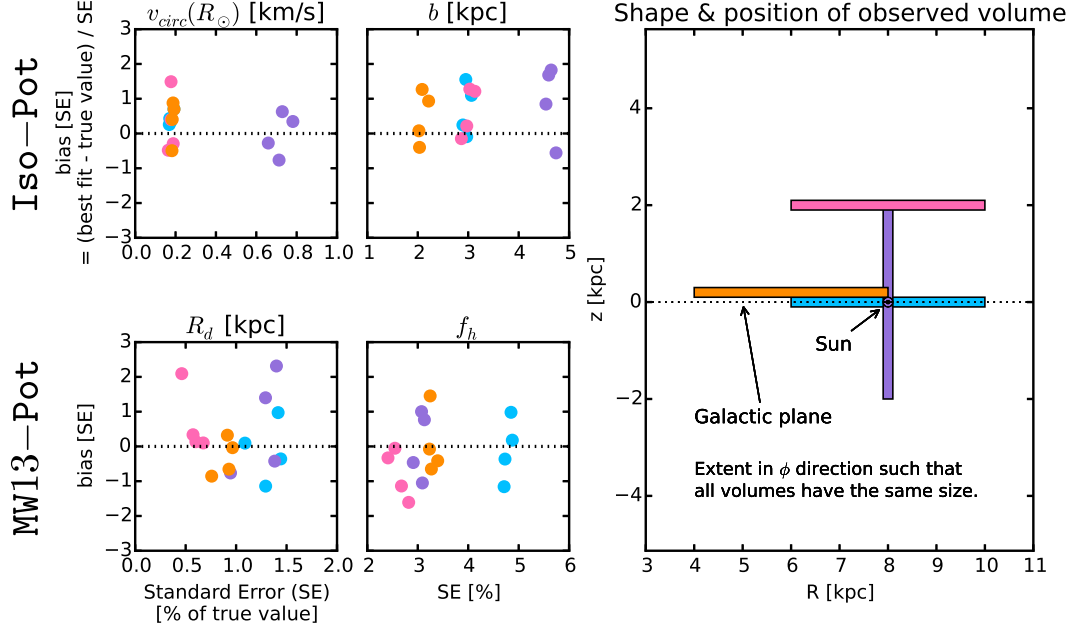 v_circ(R_⊙) [km/s]
b [kpc]
Shape & position of observed volume
Iso−Pot
bias [SE]
= (best fit - true value) / SE
3
2
1
0
−1
−2
−3
0.0 0.2 0.4 0.6 0.8 1.0
1 2 3 4 5
R_d [kpc]
f_h
MW13−Pot
bias [SE]
3
2
1
0
−1
−2
−3
0.0 0.5 1.0 1.5 2.0
2 3 4 5 6
Standard Error (SE)
[% of true value]
SE [%]
z [kpc]
4
2
0
−2
−4
Sun
Galactic plane
Extent in ϕ direction such that
all volumes have the same size.
3 4 5 6 7 8 9 10 11
R [kpc]